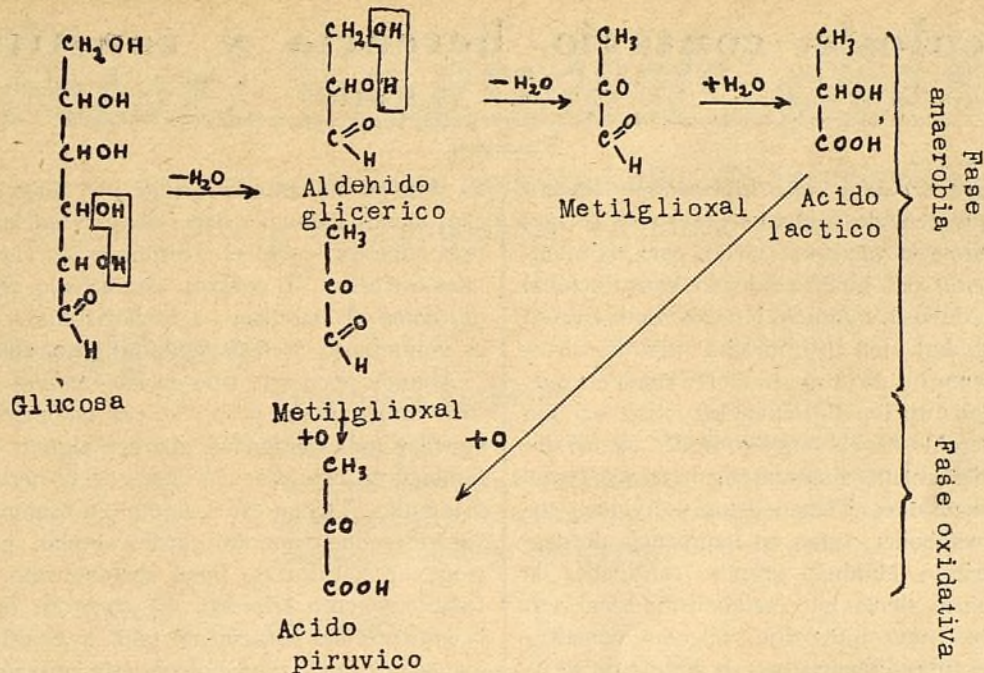 CH₂OH
CHOH
CHOH
CHOH
CHOH
C=O
H
Glucosa
−H₂O
CH₂OH
CHOH
C=O
H
Aldehido
glicerico
CH₃
CO
C=O
H
Metilglioxal
+O
CH₃
CO
COOH
Acido
piruvico
−H₂O
CH₃
CO
C=O
H
Metilglioxal
+H₂O
CH₃
CHOH,
COOH
Acido
lactico
+O
Fase
anaerobia
Fase oxidativa